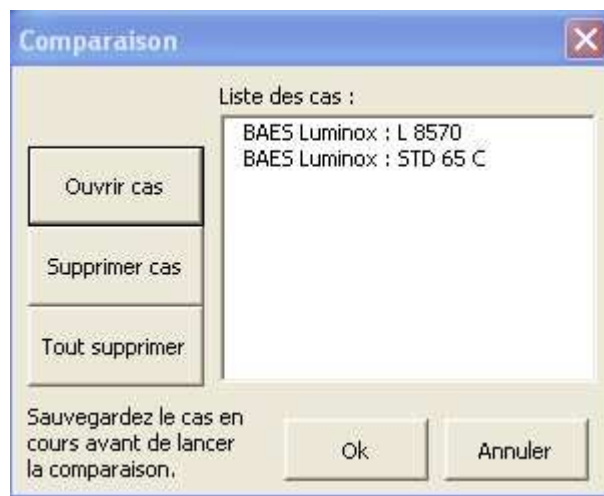 Comparaison
Liste des cas :
BAES Luminox : L 8570
BAES Luminox : STD 65 C
Ouvrir cas
Supprimer cas
Tout supprimer
Sauvegardez le cas en
cours avant de lancer
la comparaison.
Ok
Annuler